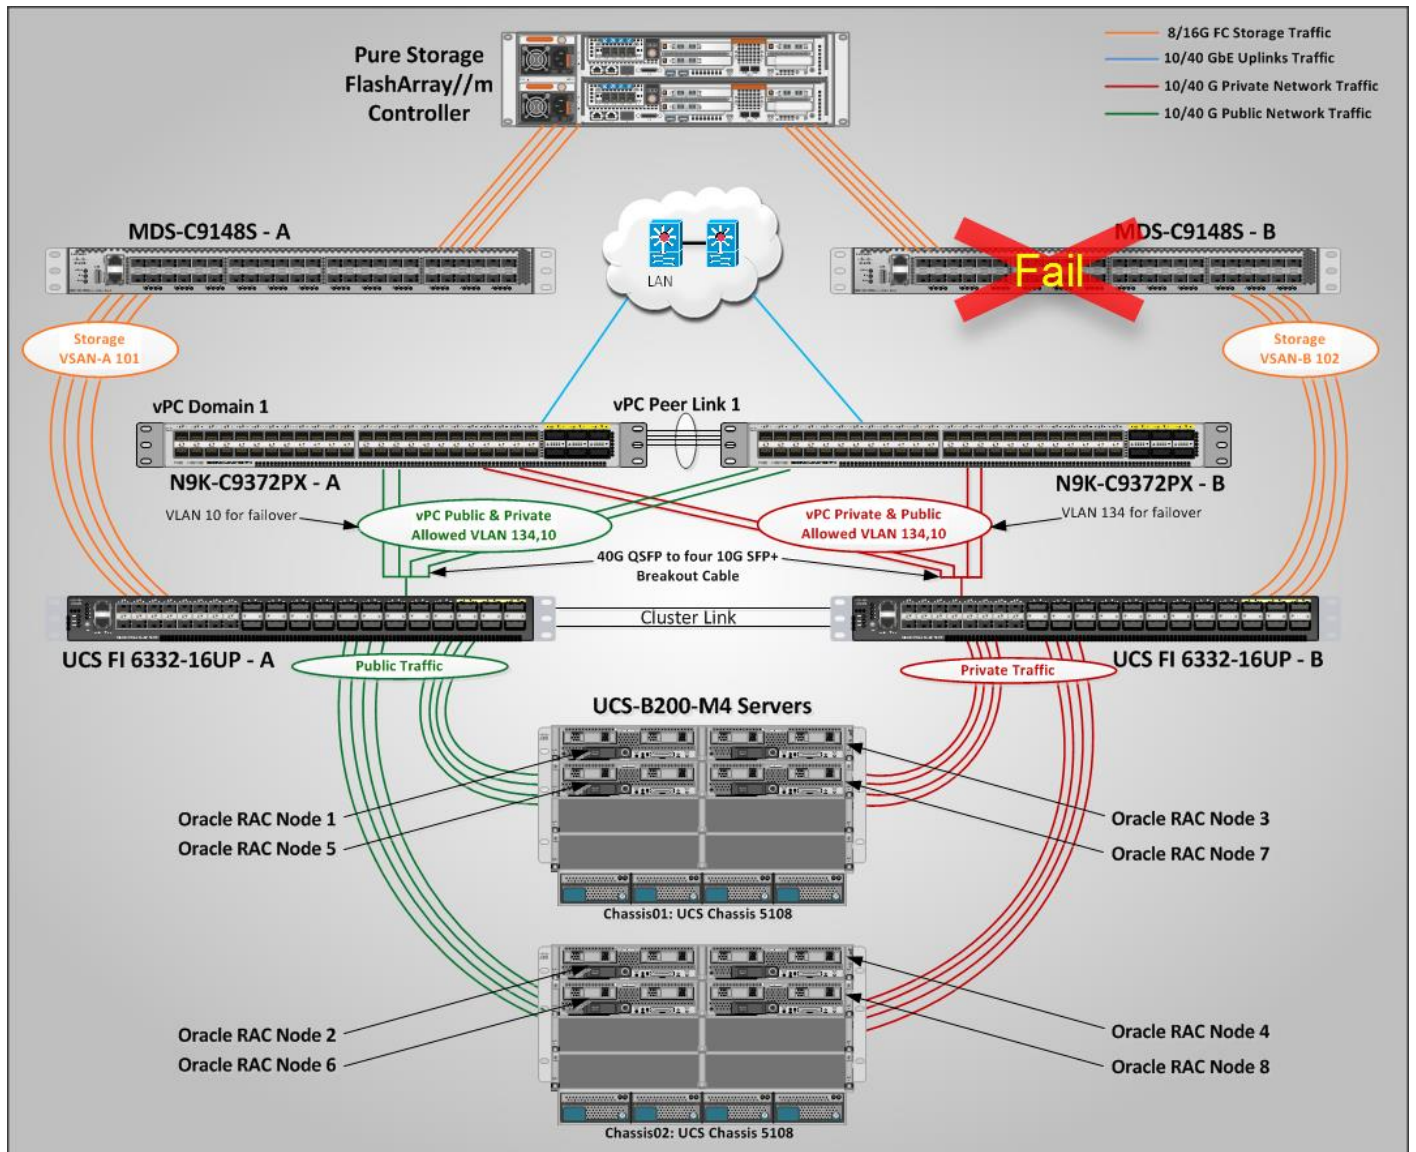 Pure Storage
FlashArray//m
Controller
8/16G FC Storage Traffic
10/40 GbE Uplinks Traffic
10/40 G Private Network Traffic
10/40 G Public Network Traffic
MDS-C9148S - A
MDS-C9148S - B
Fail
LAN
Storage
VSAN-A 101
Storage
VSAN-B 102
vPC Domain 1
vPC Peer Link 1
N9K-C9372PX - A
N9K-C9372PX - B
VLAN 10 for failover
vPC Public & Private
Allowed VLAN 134,10
vPC Private & Public
Allowed VLAN 134,10
VLAN 134 for failover
40G QSFP to four 10G SFP+
Breakout Cable
Cluster Link
UCS FI 6332-16UP - A
Public Traffic
Private Traffic
UCS FI 6332-16UP - B
UCS-B200-M4 Servers
Oracle RAC Node 1
Oracle RAC Node 5
Oracle RAC Node 3
Oracle RAC Node 7
Chassis01: UCS Chassis 5108
Oracle RAC Node 2
Oracle RAC Node 6
Oracle RAC Node 4
Oracle RAC Node 8
Chassis02: UCS Chassis 5108